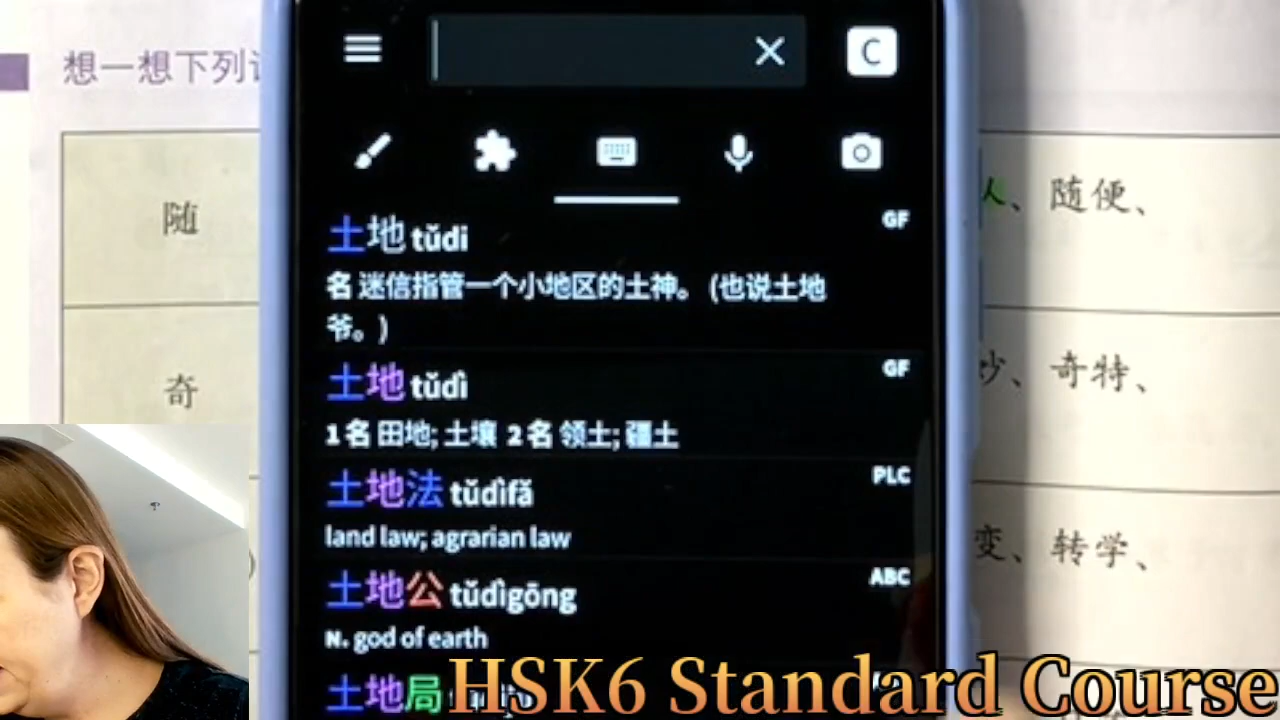 想一想下列
C
随
、随便、
土地 tǔdi GF
名 迷信指管一个小地区的土神。(也说土地
爷。)
奇
妙、奇特、
土地 tǔdì GF
1 名 田地; 土壤 2 名 领土; 疆土
土地法 tǔdìfǎ PLC
land law; agrarian law
变、转学、
土地公 tǔdìgōng ABC
N. god of earth
土地局
HSK6 Standard Course